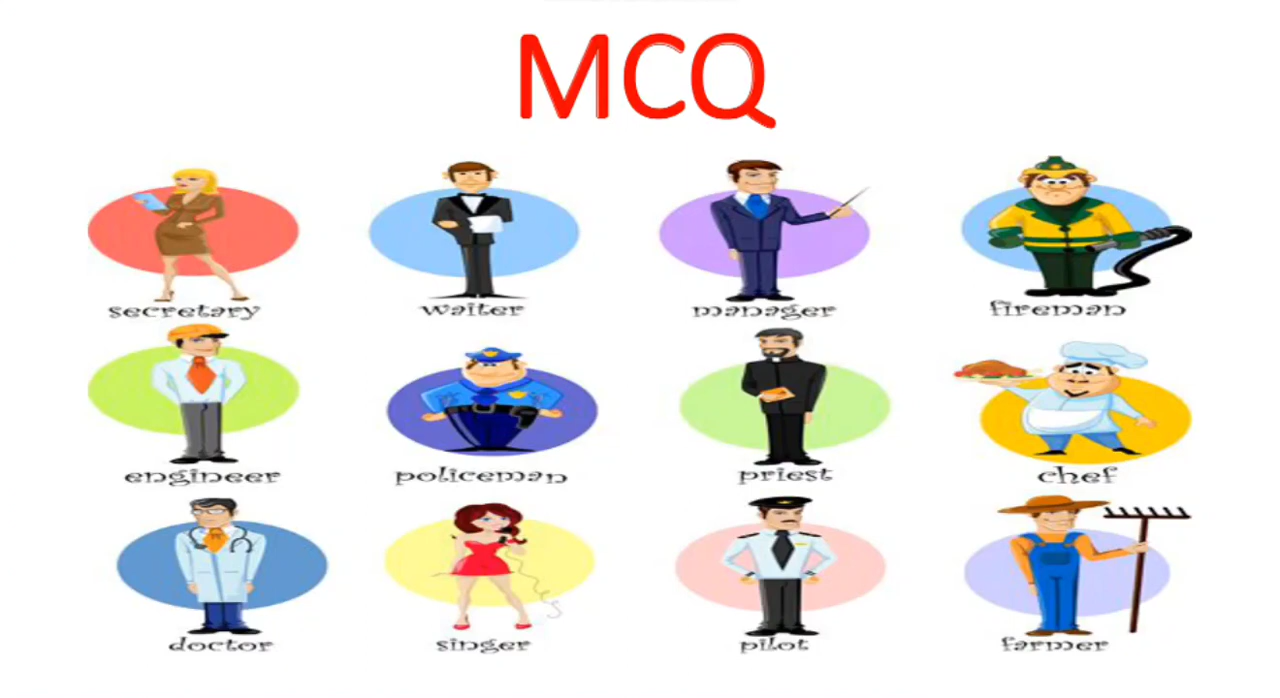 MCQ
secretary waiter manager fireman
engineer policeman priest chef
doctor singer pilot farmer